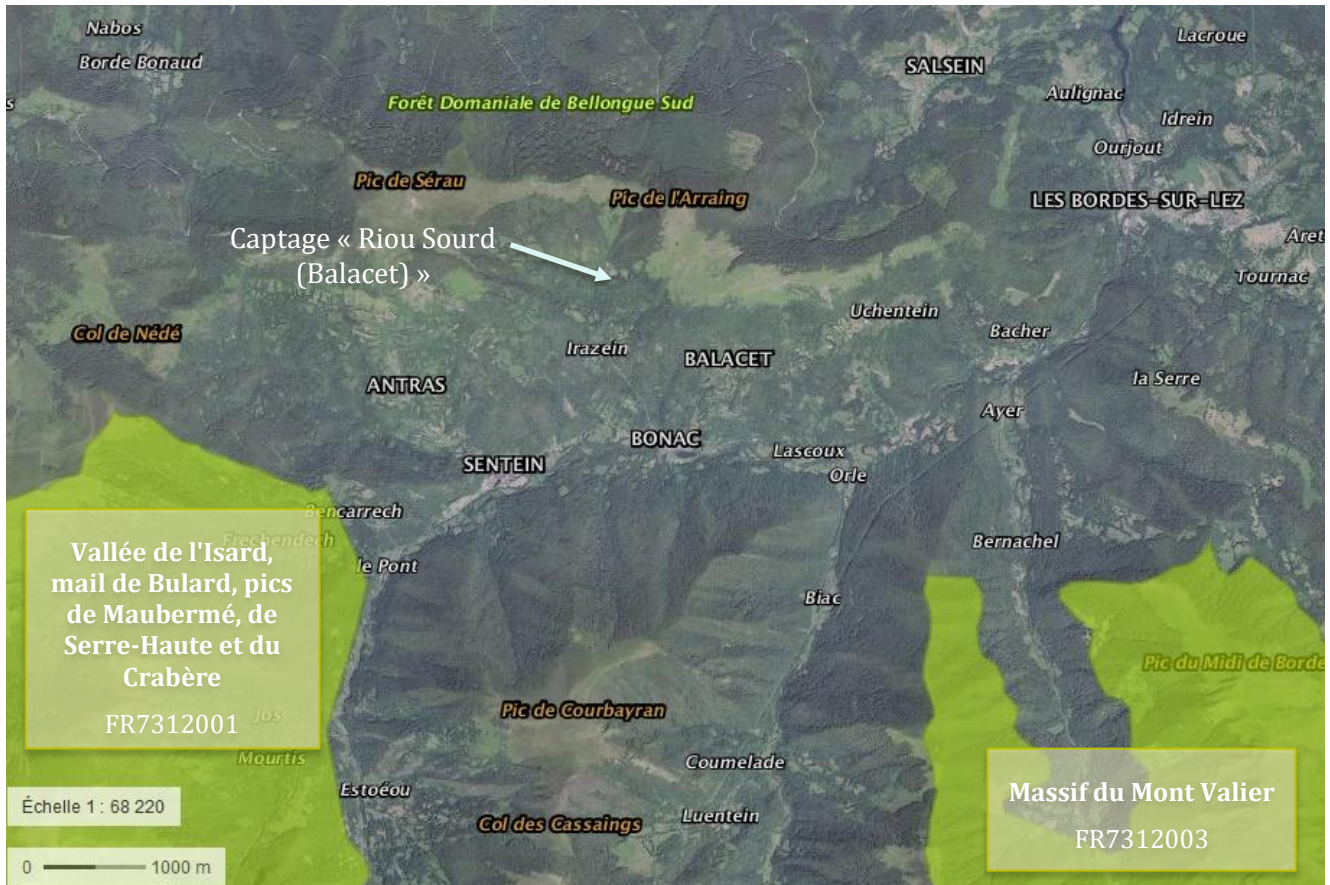 Nabos
Borde Bonaud
Lacroue
SALSEIN
Aulignac
Forêt Domaniale de Bellongue Sud
Idrein
Ourjout
Pic de Sérau
Pic de l'Arraing
LES BORDES-SUR-LEZ
Captage « Riou Sourd
(Balacet) »
Aret
Tournac
Uchentein
Col de Nédé
Bacher
Irazein
BALACET
ANTRAS
la Serre
Ayer
BONAC
Lascoux
SENTEIN
Orle
Bencarrech
Frechendech
Bernachel
le Pont
Vallée de l'Isard,
mail de Bulard, pics
de Maubermé, de
Serre-Haute et du
Crabère
FR7312001
Biac
Pic du Midi de Borde
Jos
Pic de Courbayran
Mourtis
Coumelade
Estoéou
Massif du Mont Valier
FR7312003
Échelle 1 : 68 220
Luentein
Col des Cassaings
0 1000 m